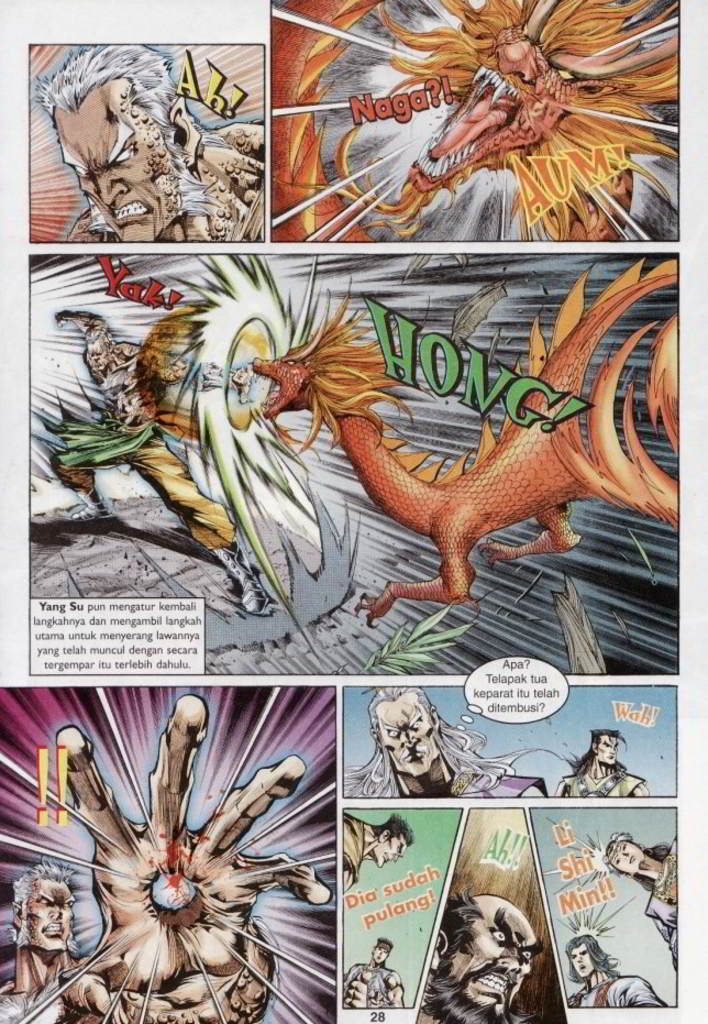 Ah!
Naga?!
AUM!
Yak!
HONG!
Yang Su pun mengatur kembali
langkahnya dan mengambil langkah
utama untuk menyerang lawannya
yang telah muncul dengan secara
tergempar itu terlebih dahulu.
!!
Apa?
Telapak tua
keparat itu telah
ditembusi?
Wah!
Dia sudah
pulang!
Ah!!
Li
Shi
Min!!
28